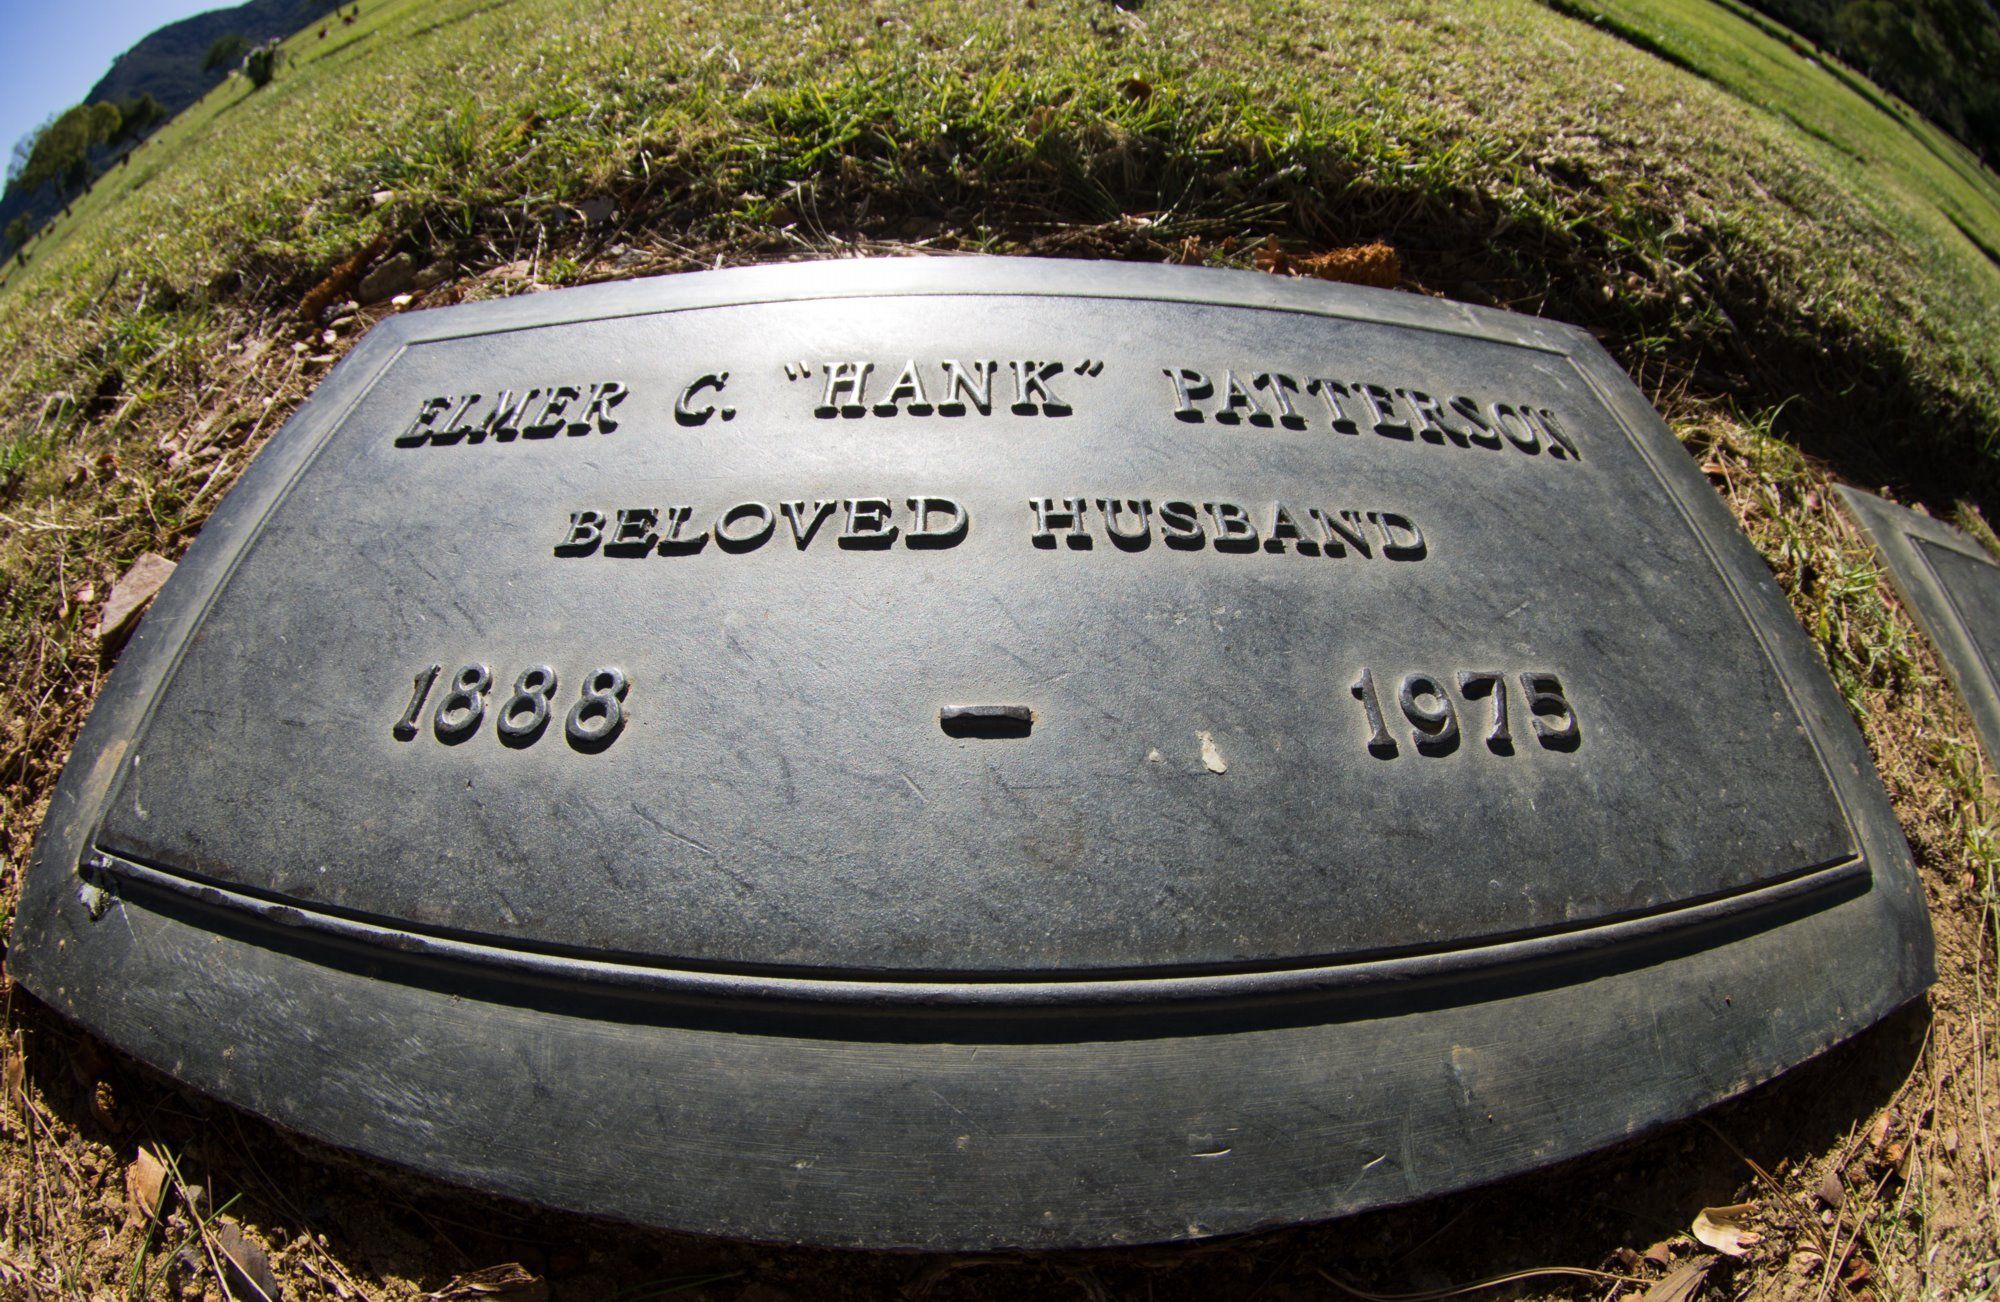 ELMER C. "HANK" PATTERSON
BELOVED HUSBAND
1888 – 1975